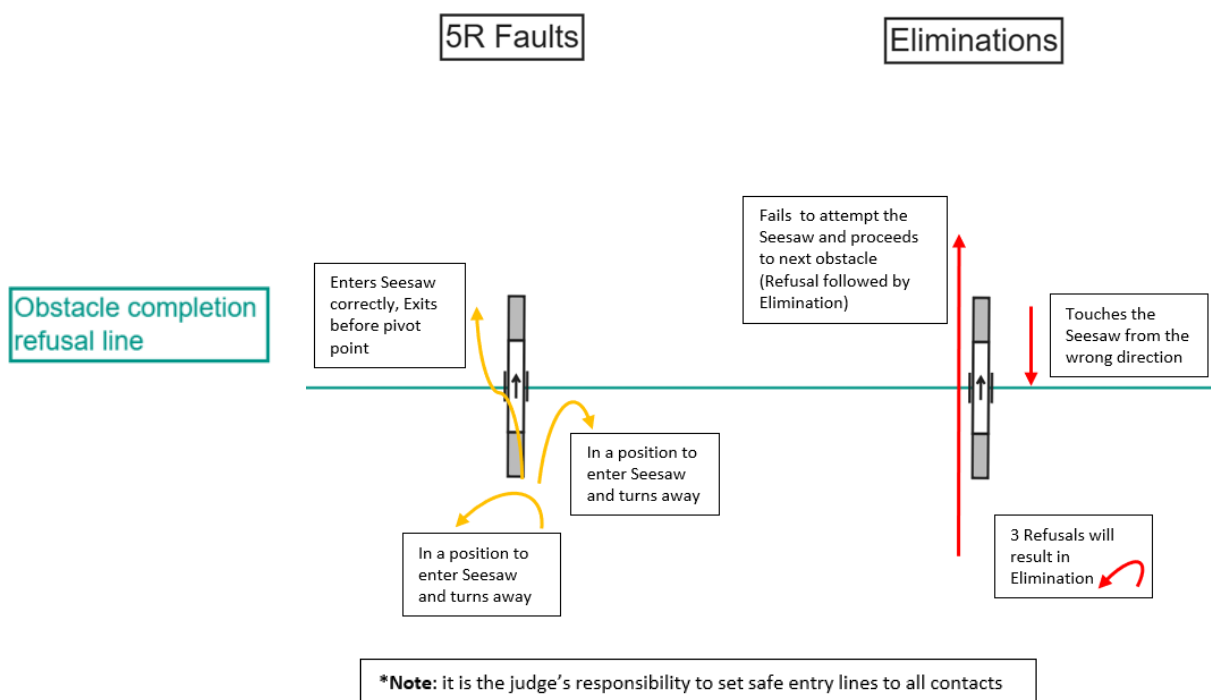 5R Faults
Eliminations
Obstacle completion
refusal line
Enters Seesaw
correctly, Exits
before pivot
point
In a position to
enter Seesaw
and turns away
In a position to
enter Seesaw
and turns away
Fails to attempt the
Seesaw and proceeds
to next obstacle
(Refusal followed by
Elimination)
Touches the
Seesaw from the
wrong direction
3 Refusals will
result in
Elimination
*Note: it is the judge’s responsibility to set safe entry lines to all contacts